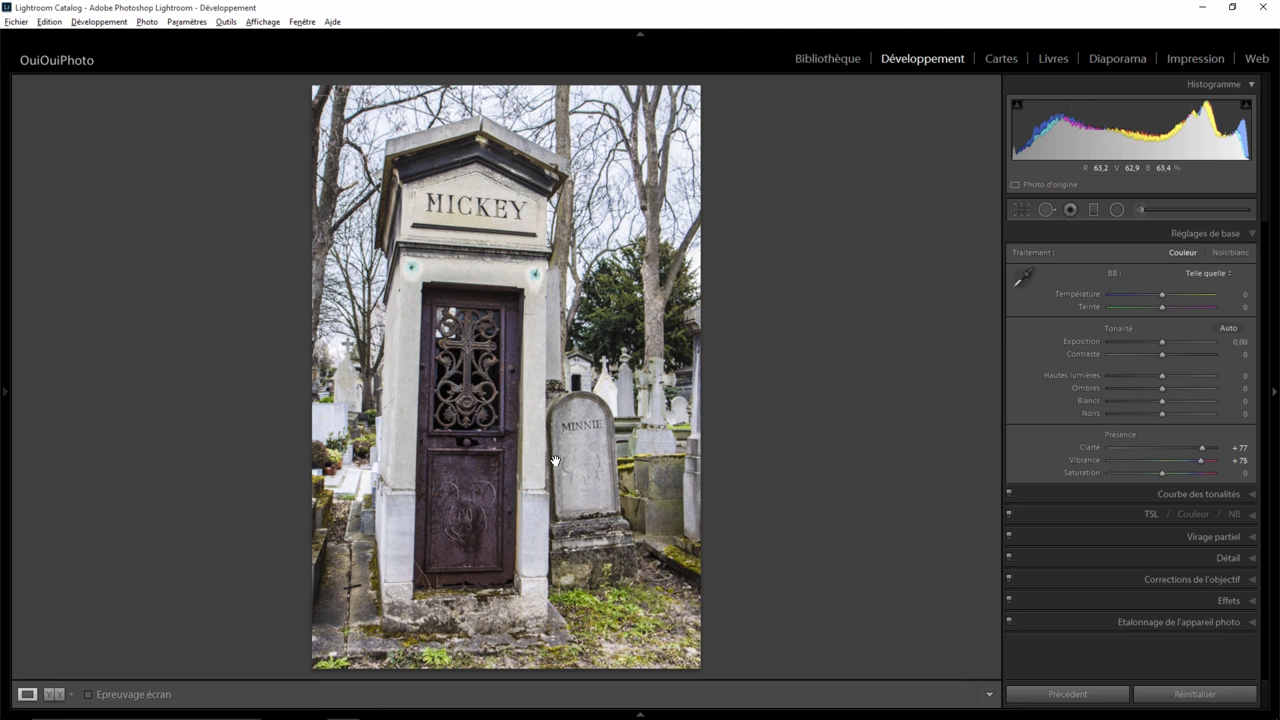 Lightroom Catalog - Adobe Photoshop Lightroom - Développement
Fichier Edition Développement Photo Paramètres Outils Affichage Fenêtre Aide
OuiOuiPhoto
Bibliothèque Développement Cartes Livres Diaporama Impression Web
Histogramme
R 63,2 V 62,9 B 63,4 %
Photo d'origine
Réglages de base
Traitement : Couleur Noir/blanc
BB : Telle quelle
Température 0
Teinte 0
Tonalité Auto
Exposition 0,00
Contraste 0
Hautes lumières 0
Ombres 0
Blancs 0
Noirs 0
Présence
Clarté + 77
Vibrance + 75
Saturation 0
Courbe des tonalités
TSL / Couleur / NB
Virage partiel
Détail
Corrections de l'objectif
Effets
Etalonnage de l'appareil photo
MICKEY
MINNIE
Y Y
Epreuvage écran
Précédent Réinitialiser